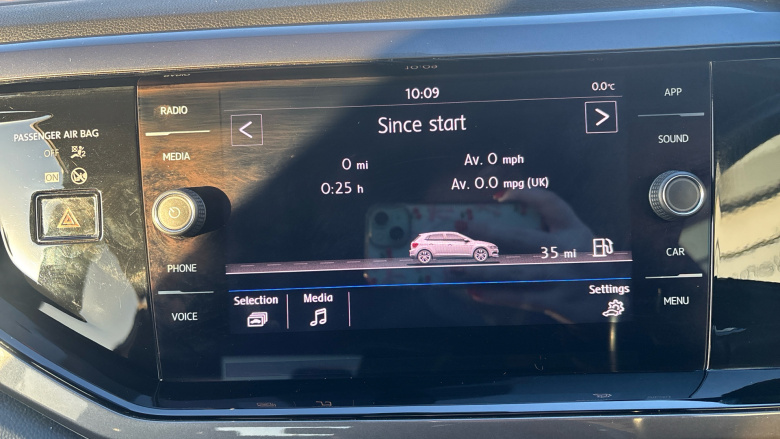 10:09
0.0°C
Since start
0 mi
Av. 0 mph
0:25 h
Av. 0.0 mpg (UK)
35 mi
Selection
Media
Settings
RADIO
MEDIA
PHONE
VOICE
APP
SOUND
CAR
MENU
PASSENGER AIR BAG
OFF
ON